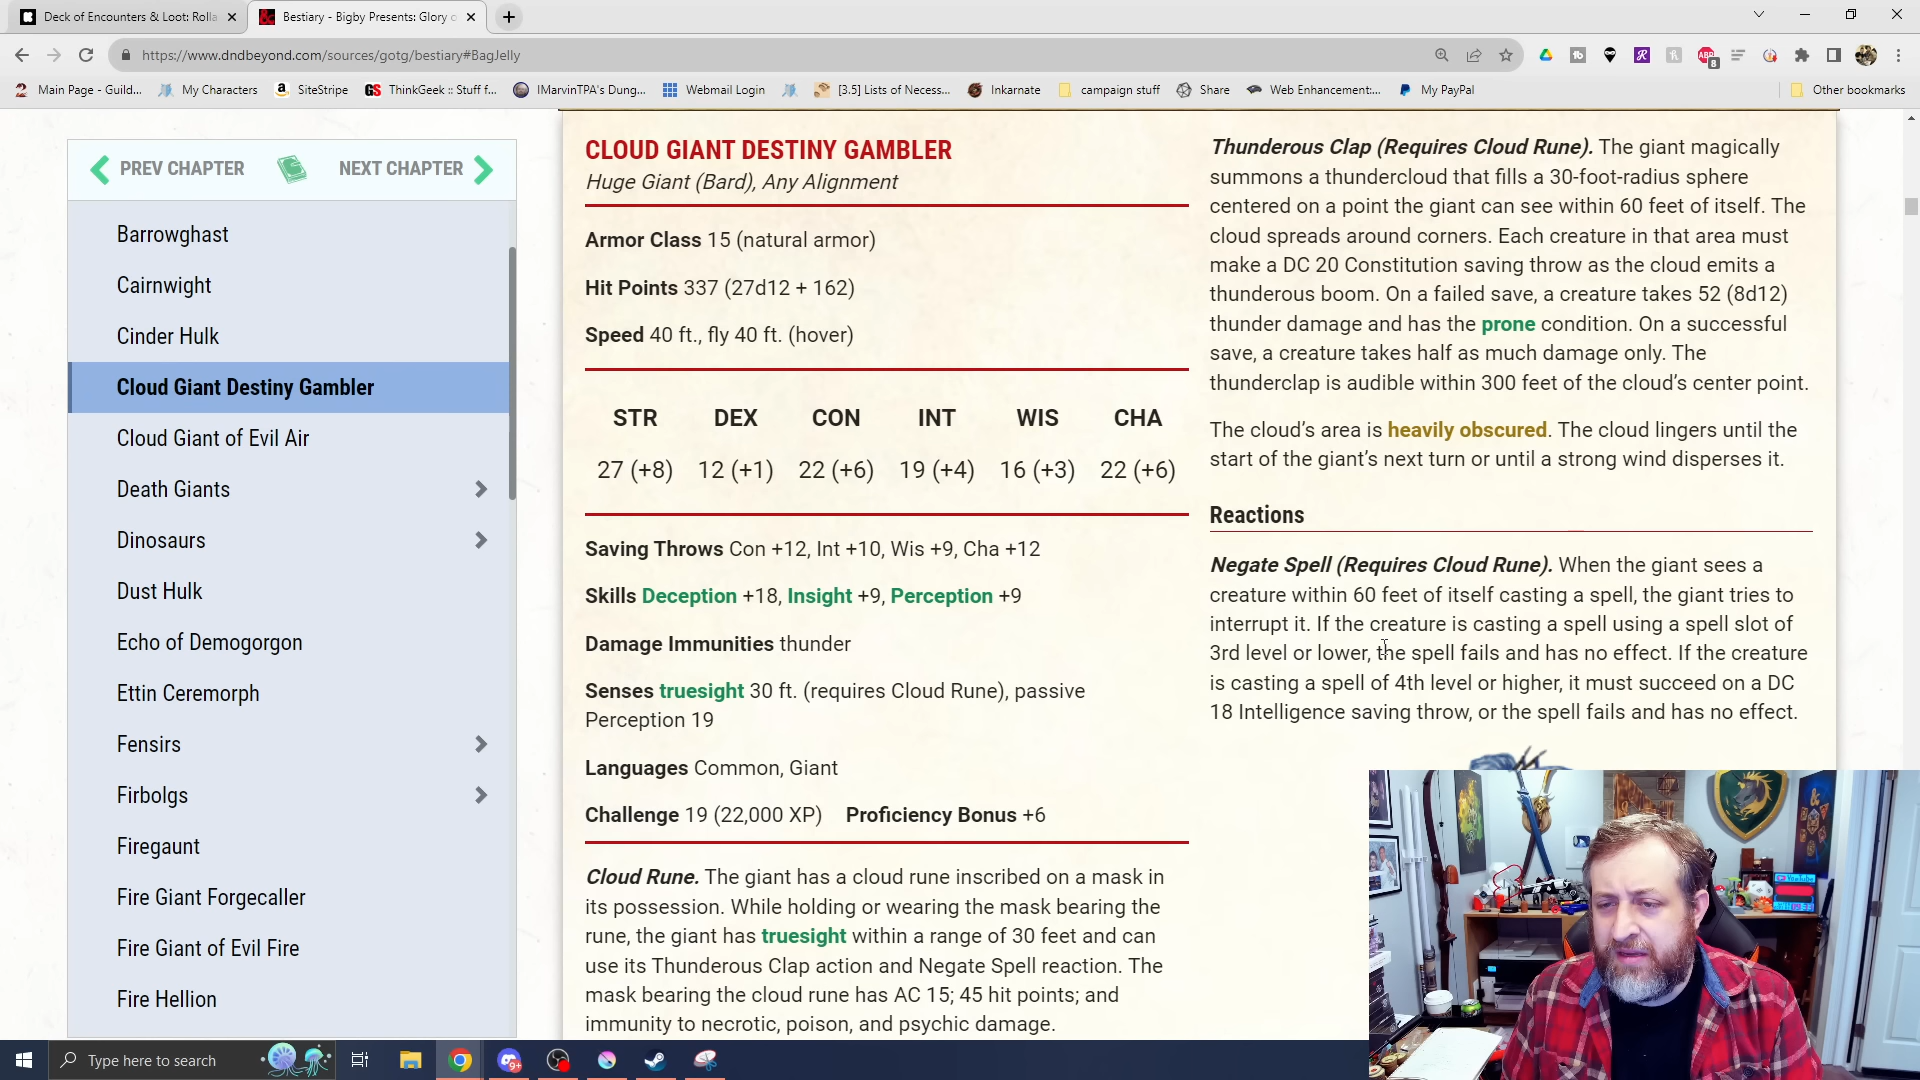 Deck of Encounters & Loot: Rolla
Bestiary - Bigby Presents: Glory o
https://www.dndbeyond.com/sources/gotg/bestiary#BagJelly
Main Page - Guild...
My Characters
SiteStripe
ThinkGeek :: Stuff f...
IMarvinTPA's Dung...
Webmail Login
[3.5] Lists of Necess...
Inkarnate
campaign stuff
Share
Web Enhancement:...
My PayPal
Other bookmarks
PREV CHAPTER
NEXT CHAPTER
Barrowghast
Cairnwight
Cinder Hulk
Cloud Giant Destiny Gambler
Cloud Giant of Evil Air
Death Giants
Dinosaurs
Dust Hulk
Echo of Demogorgon
Ettin Ceremorph
Fensirs
Firbolgs
Firegaunt
Fire Giant Forgecaller
Fire Giant of Evil Fire
Fire Hellion
CLOUD GIANT DESTINY GAMBLER
Huge Giant (Bard), Any Alignment
Armor Class 15 (natural armor)
Hit Points 337 (27d12 + 162)
Speed 40 ft., fly 40 ft. (hover)
STR DEX CON INT WIS CHA
27 (+8) 12 (+1) 22 (+6) 19 (+4) 16 (+3) 22 (+6)
Saving Throws Con +12, Int +10, Wis +9, Cha +12
Skills Deception +18, Insight +9, Perception +9
Damage Immunities thunder
Senses truesight 30 ft. (requires Cloud Rune), passive
Perception 19
Languages Common, Giant
Challenge 19 (22,000 XP) Proficiency Bonus +6
Cloud Rune. The giant has a cloud rune inscribed on a mask in
its possession. While holding or wearing the mask bearing the
rune, the giant has truesight within a range of 30 feet and can
use its Thunderous Clap action and Negate Spell reaction. The
mask bearing the cloud rune has AC 15; 45 hit points; and
immunity to necrotic, poison, and psychic damage.
Thunderous Clap (Requires Cloud Rune). The giant magically
summons a thundercloud that fills a 30-foot-radius sphere
centered on a point the giant can see within 60 feet of itself. The
cloud spreads around corners. Each creature in that area must
make a DC 20 Constitution saving throw as the cloud emits a
thunderous boom. On a failed save, a creature takes 52 (8d12)
thunder damage and has the prone condition. On a successful
save, a creature takes half as much damage only. The
thunderclap is audible within 300 feet of the cloud's center point.
The cloud's area is heavily obscured. The cloud lingers until the
start of the giant's next turn or until a strong wind disperses it.
Reactions
Negate Spell (Requires Cloud Rune). When the giant sees a
creature within 60 feet of itself casting a spell, the giant tries to
interrupt it. If the creature is casting a spell using a spell slot of
3rd level or lower, the spell fails and has no effect. If the creature
is casting a spell of 4th level or higher, it must succeed on a DC
18 Intelligence saving throw, or the spell fails and has no effect.
YouTube
Type here to search